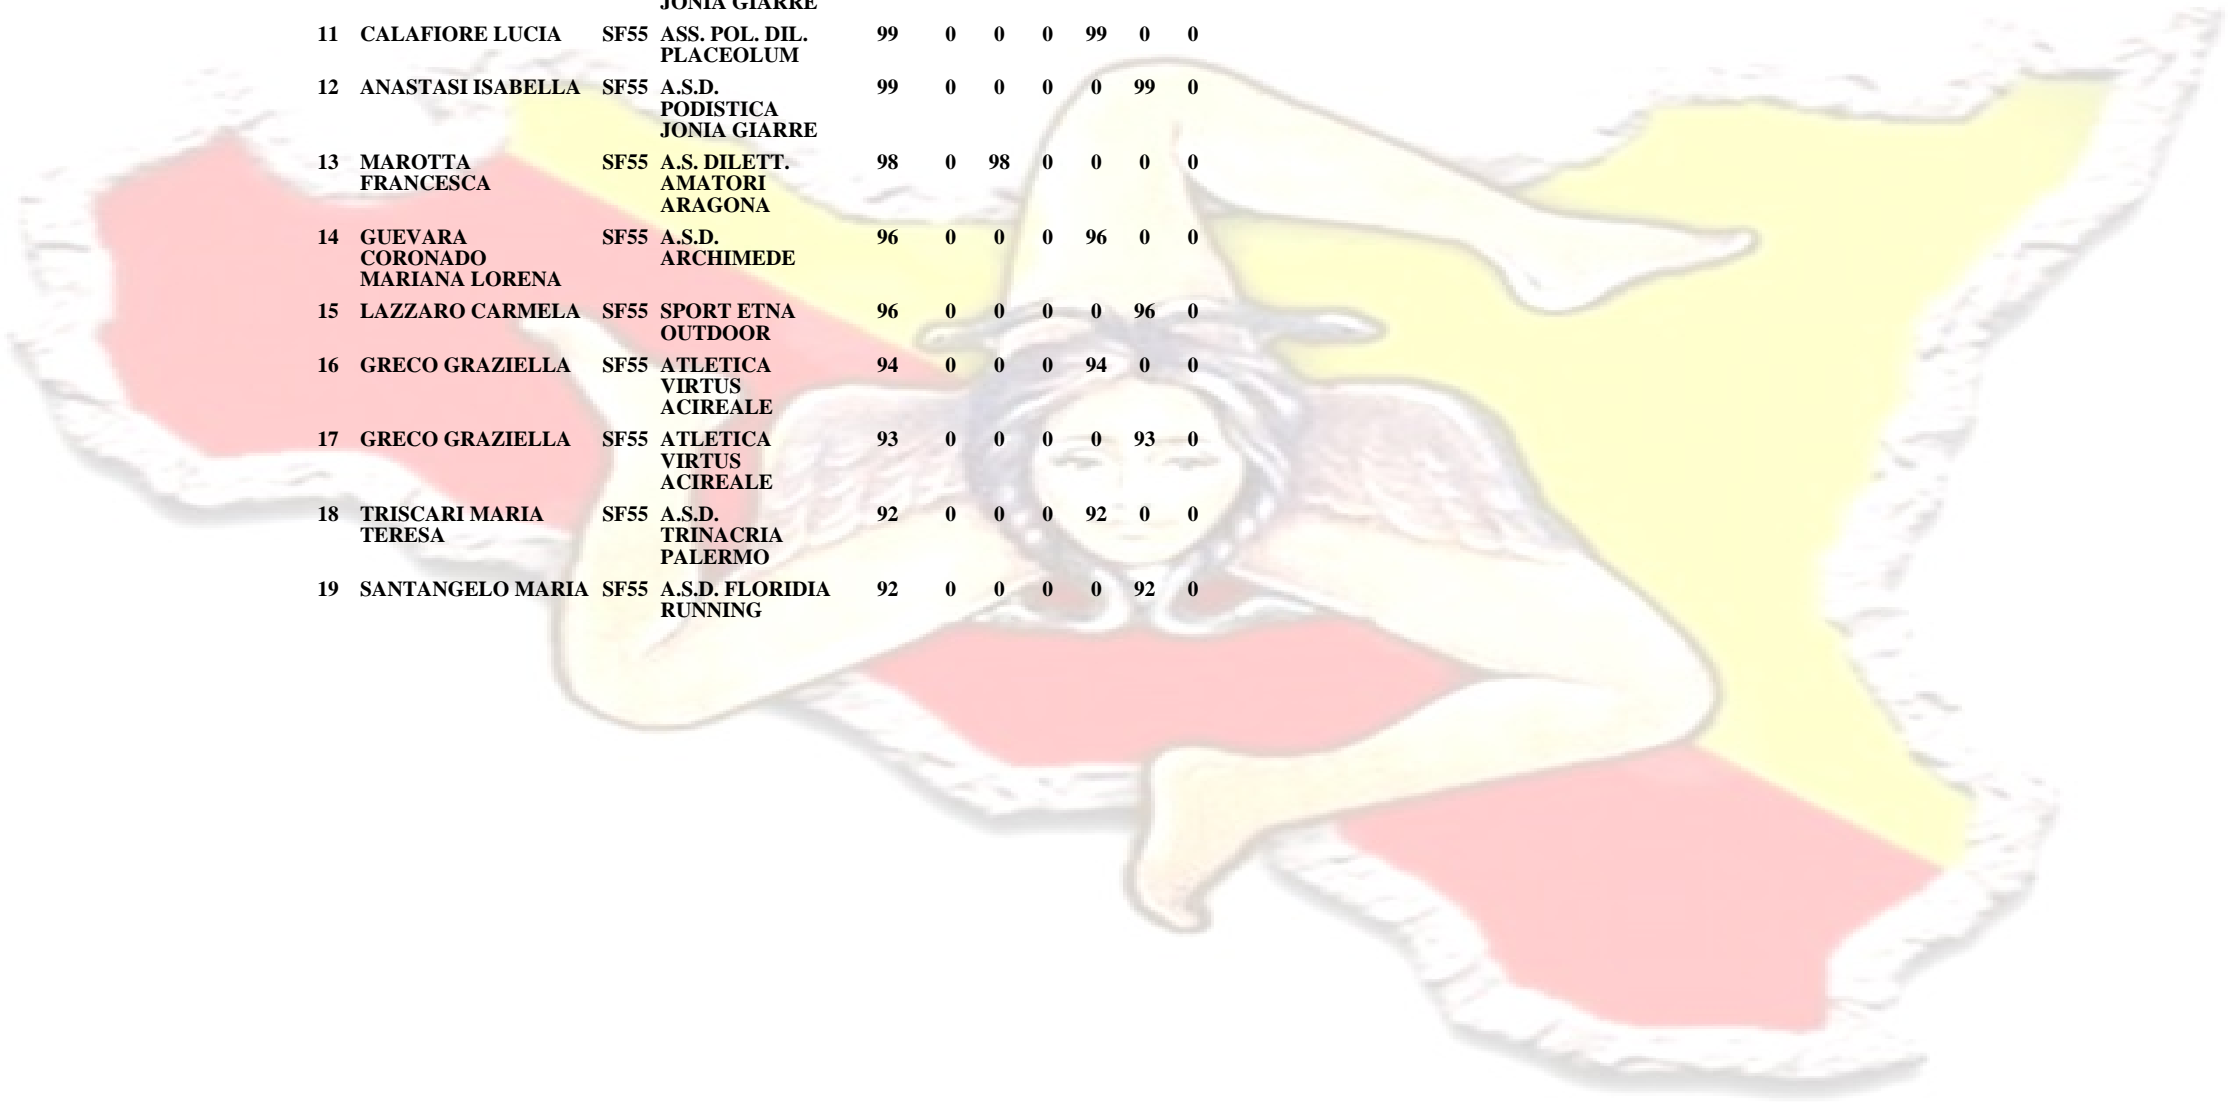 JONIA GIARRE
11 CALAFIORE LUCIA SF55 ASS. POL. DIL. 99 0 0 0 99 0 0
PLACEOLUM
12 ANASTASI ISABELLA SF55 A.S.D. 99 0 0 0 0 99 0
PODISTICA
JONIA GIARRE
13 MAROTTA SF55 A.S. DILETT. 98 0 98 0 0 0 0
FRANCESCA AMATORI
ARAGONA
14 GUEVARA SF55 A.S.D. 96 0 0 0 96 0 0
CORONADO ARCHIMEDE
MARIANA LORENA
15 LAZZARO CARMELA SF55 SPORT ETNA 96 0 0 0 0 96 0
OUTDOOR
16 GRECO GRAZIELLA SF55 ATLETICA 94 0 0 0 94 0 0
VIRTUS
ACIREALE
17 GRECO GRAZIELLA SF55 ATLETICA 93 0 0 0 0 93 0
VIRTUS
ACIREALE
18 TRISCARI MARIA SF55 A.S.D. 92 0 0 0 92 0 0
TERESA TRINACRIA
PALERMO
19 SANTANGELO MARIA SF55 A.S.D. FLORIDIA 92 0 0 0 0 92 0
RUNNING